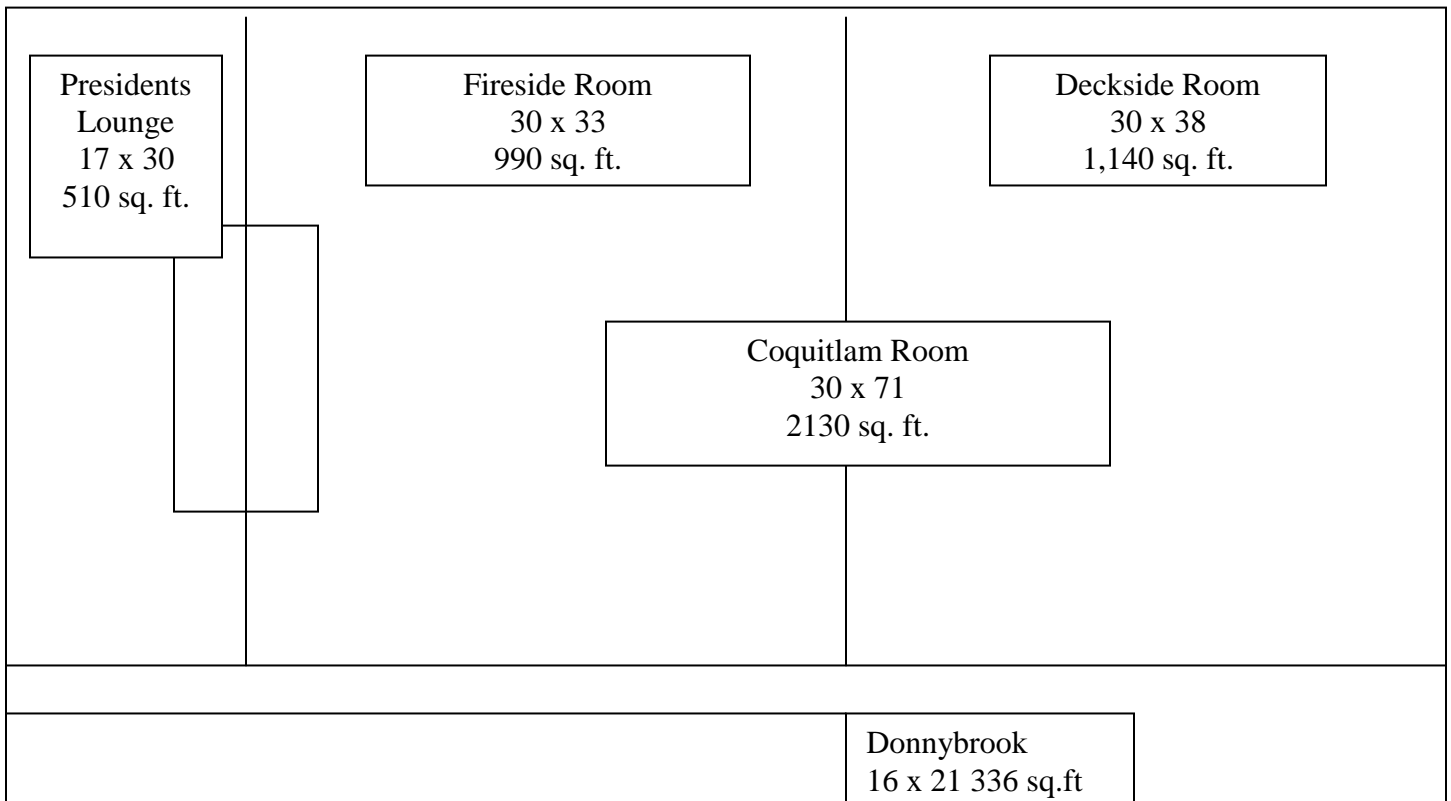 Presidents
Lounge
17 x 30
510 sq. ft.
Fireside Room
30 x 33
990 sq. ft.
Deckside Room
30 x 38
1,140 sq. ft.
Coquitlam Room
30 x 71
2130 sq. ft.
Donnybrook
16 x 21 336 sq.ft